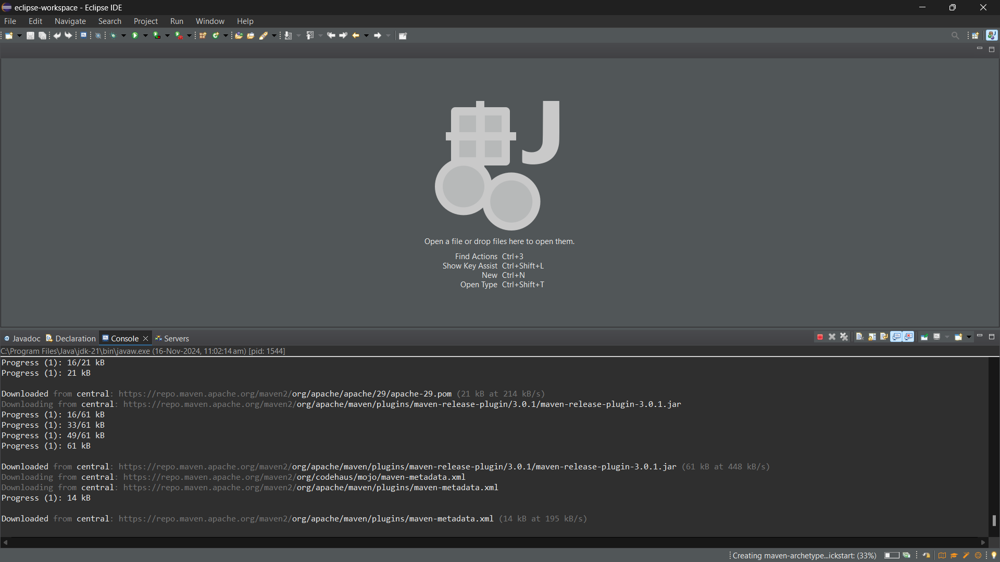 eclipse-workspace - Eclipse IDE
File Edit Navigate Search Project Run Window Help
Open a file or drop files here to open them.
Find Actions Ctrl+3
Show Key Assist Ctrl+Shift+L
New Ctrl+N
Open Type Ctrl+Shift+T
Javadoc Declaration Console Servers
C:\Program Files\Java\jdk-21\bin\javaw.exe (16-Nov-2024, 11:02:14 am) [pid: 1544]
Progress (1): 16/21 kB
Progress (1): 21 kB
Downloaded from central: https://repo.maven.apache.org/maven2/org/apache/apache/29/apache-29.pom (21 kB at 214 kB/s)
Downloading from central: https://repo.maven.apache.org/maven2/org/apache/maven/plugins/maven-release-plugin/3.0.1/maven-release-plugin-3.0.1.jar
Progress (1): 16/61 kB
Progress (1): 33/61 kB
Progress (1): 49/61 kB
Progress (1): 61 kB
Downloaded from central: https://repo.maven.apache.org/maven2/org/apache/maven/plugins/maven-release-plugin/3.0.1/maven-release-plugin-3.0.1.jar (61 kB at 448 kB/s)
Downloading from central: https://repo.maven.apache.org/maven2/org/codehaus/mojo/maven-metadata.xml
Downloading from central: https://repo.maven.apache.org/maven2/org/apache/maven/plugins/maven-metadata.xml
Progress (1): 14 kB
Downloaded from central: https://repo.maven.apache.org/maven2/org/apache/maven/plugins/maven-metadata.xml (14 kB at 195 kB/s)
Creating maven-archetype...ickstart: (33%)